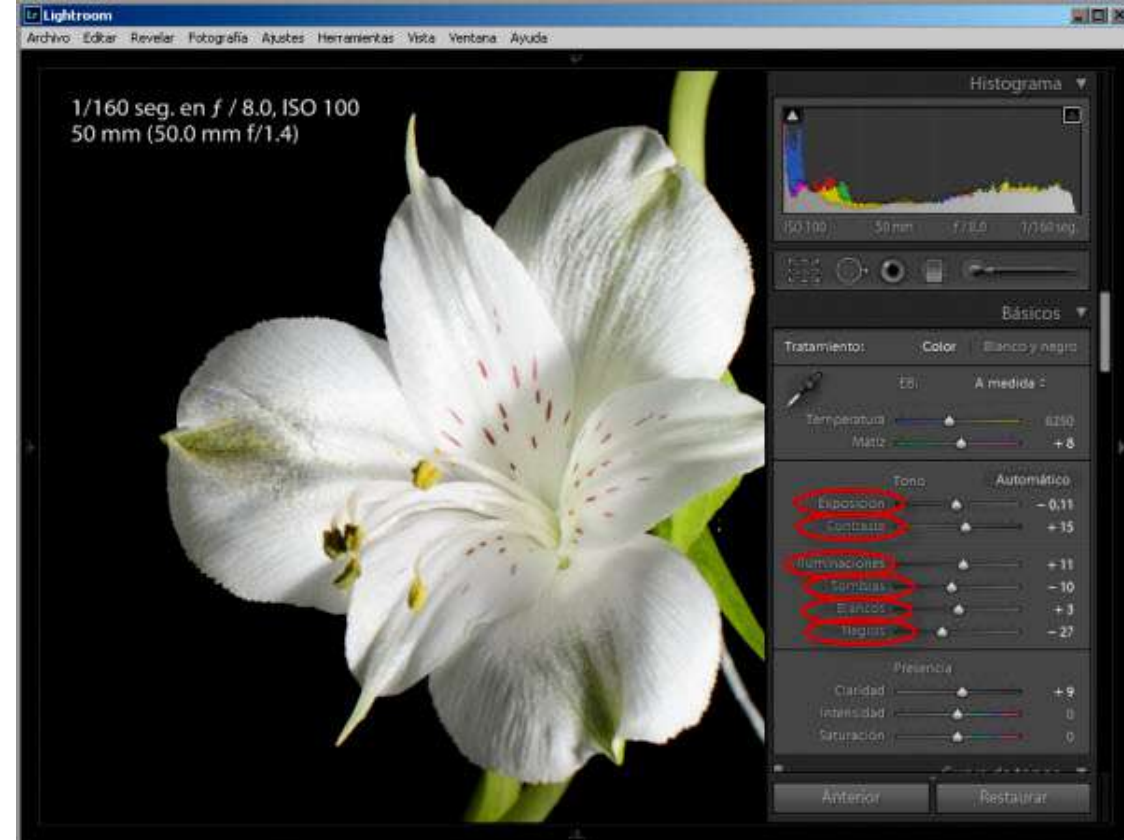 Lightroom
Archivo Editar Revelar Fotografía Ajustes Herramientas Vista Ventana Ayuda
1/160 seg. en ƒ / 8.0, ISO 100
50 mm (50.0 mm f/1.4)
Histograma
ISO 100 50 mm ƒ / 8,0 1/160 seg.
Básicos
Tratamiento: Color Blanco y negro
EB: A medida
Temperatura 6250
Matiz + 8
Tono Automático
Exposición − 0,11
Contraste + 15
Iluminaciones + 11
Sombras − 10
Blancos + 3
Negros − 27
Presencia
Claridad + 9
Intensidad 0
Saturación 0
Anterior Restaurar